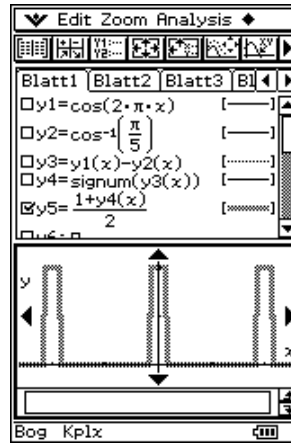 Edit Zoom Analysis
Blatt1 Blatt2 Blatt3 Bl
y1=cos(2·π·x)
y2=cos⁻¹(π/5)
y3=y1(x)-y2(x)
y4=signum(y3(x))
y5=(1+y4(x))/2
y
x
Bog Kplx